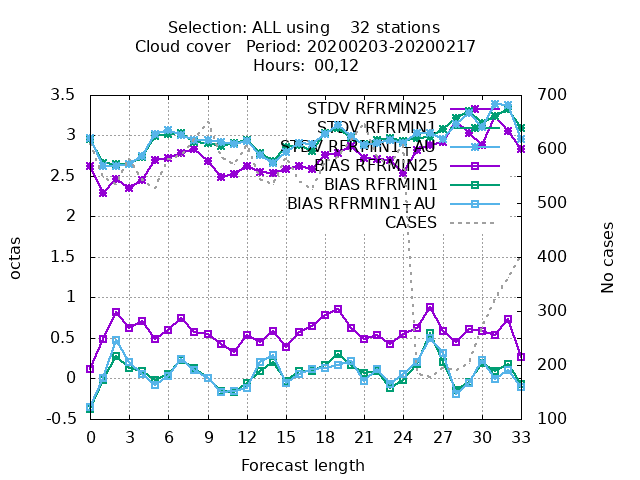 Selection: ALL using 32 stations
Cloud cover Period: 20200203-20200217
Hours: 00,12
STDV RFRMIN25
STDV RFRMIN1
STDV RFRMIN1+AU
BIAS RFRMIN25
BIAS RFRMIN1
BIAS RFRMIN1+AU
CASES
octas
3.5
3
2.5
2
1.5
1
0.5
0
-0.5
No cases
700
600
500
400
300
200
100
0 3 6 9 12 15 18 21 24 27 30 33
Forecast length